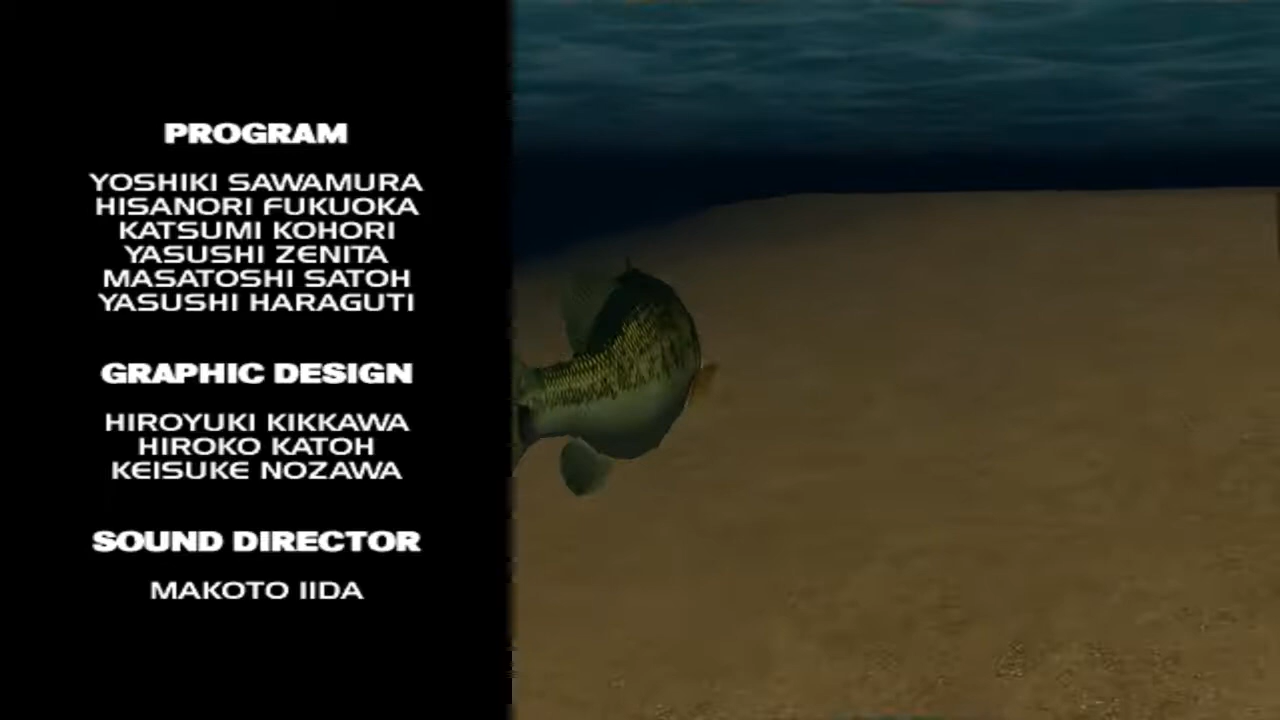 PROGRAM
YOSHIKI SAWAMURA
HISANORI FUKUOKA
KATSUMI KOHORI
YASUSHI ZENITA
MASATOSHI SATOH
YASUSHI HARAGUTI
GRAPHIC DESIGN
HIROYUKI KIKKAWA
HIROKO KATOH
KEISUKE NOZAWA
SOUND DIRECTOR
MAKOTO IIDA